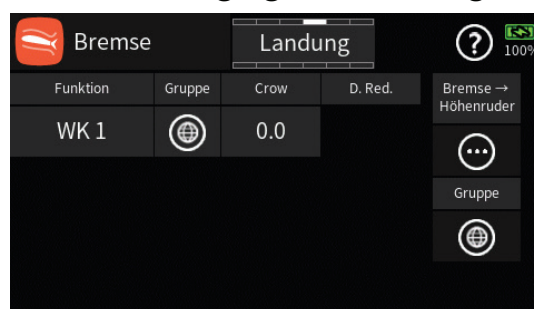 Bremse
Landung
?
100%
Funktion Gruppe Crow D. Red. Bremse →
Höhenruder
WK 1 0.0
Gruppe